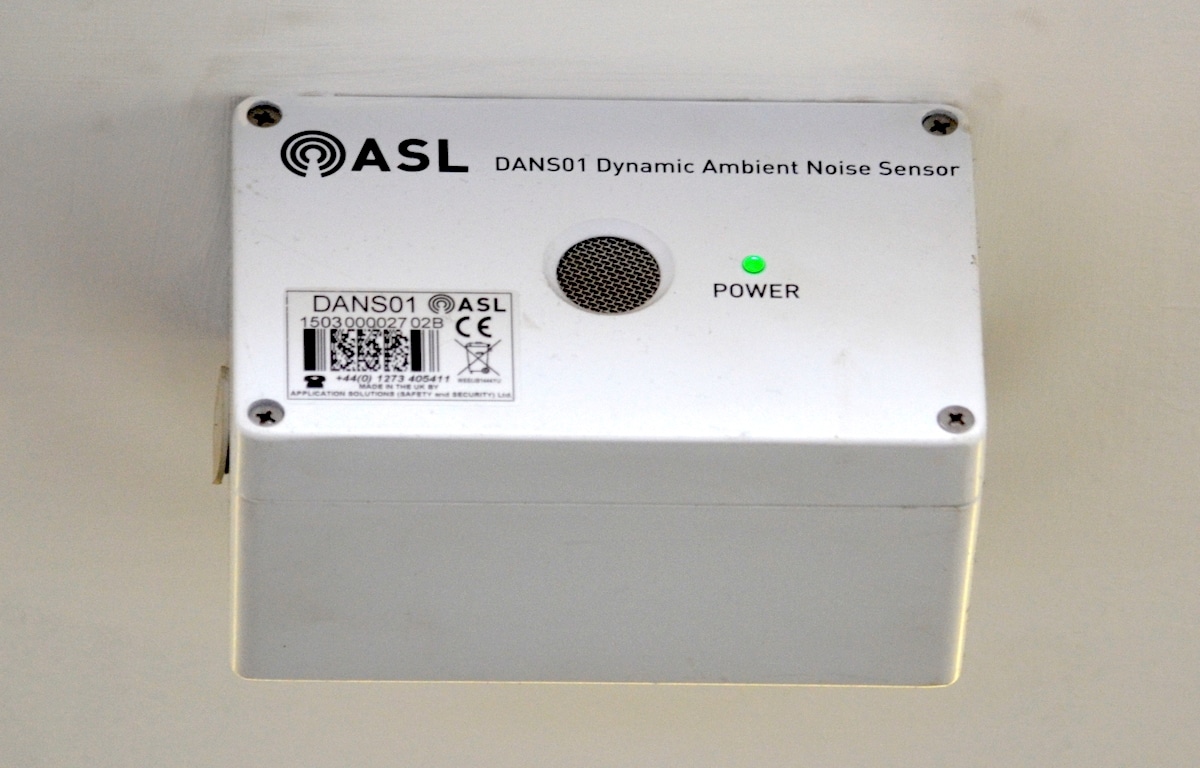 ASL DANS01 Dynamic Ambient Noise Sensor
POWER
DANS01 ASL
1503 000027 02B CE
+44(0) 1273 405411
MADE IN THE UK BY
APPLICATION SOLUTIONS (SAFETY and SECURITY) Ltd.